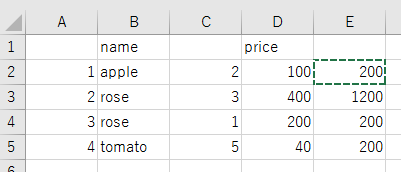 A B C D E
1 name price
2 1 apple 2 100 200
3 2 rose 3 400 1200
4 3 rose 1 200 200
5 4 tomato 5 40 200